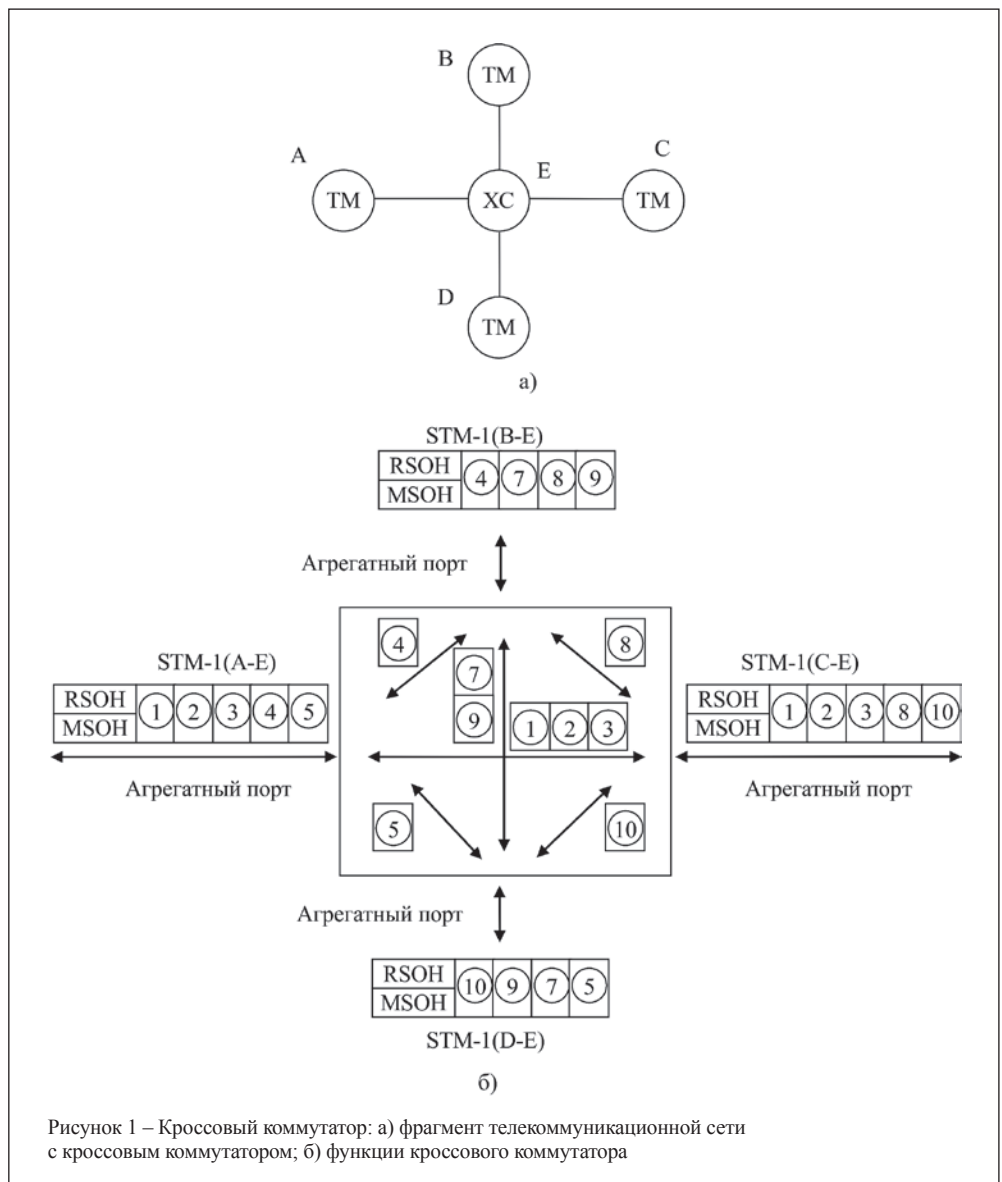 B
TM
A
C
E
TM
XC
TM
D
TM
а)
STM-1(B-E)
RSOH
MSOH
4 7 8 9
Агрегатный порт
4
8
7
9
STM-1(A-E)
STM-1(C-E)
RSOH
MSOH
1 2 3 4 5
1 2 3
RSOH
MSOH
1 2 3 8 10
Агрегатный порт
Агрегатный порт
5
10
Агрегатный порт
RSOH
MSOH
10 9 7 5
STM-1(D-E)
б)
Рисунок 1 – Кроссовый коммутатор: а) фрагмент телекоммуникационной сети
с кроссовым коммутатором; б) функции кроссового коммутатора